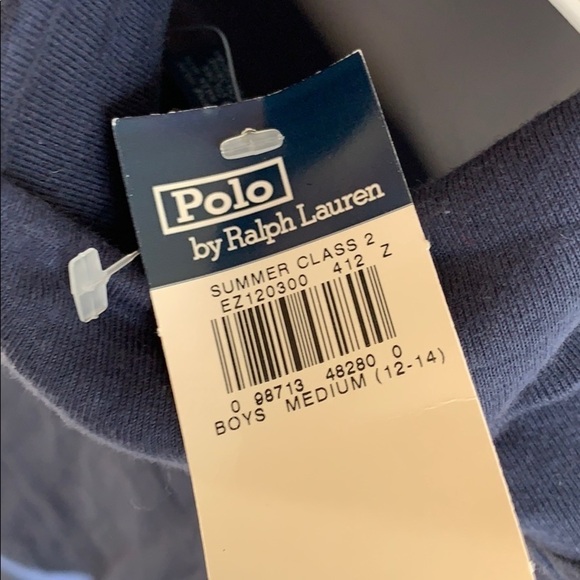 Polo
by Ralph Lauren
SUMMER CLASS 2
EZ120300 412 Z
0 98713 48280 0
BOYS MEDIUM (12-14)